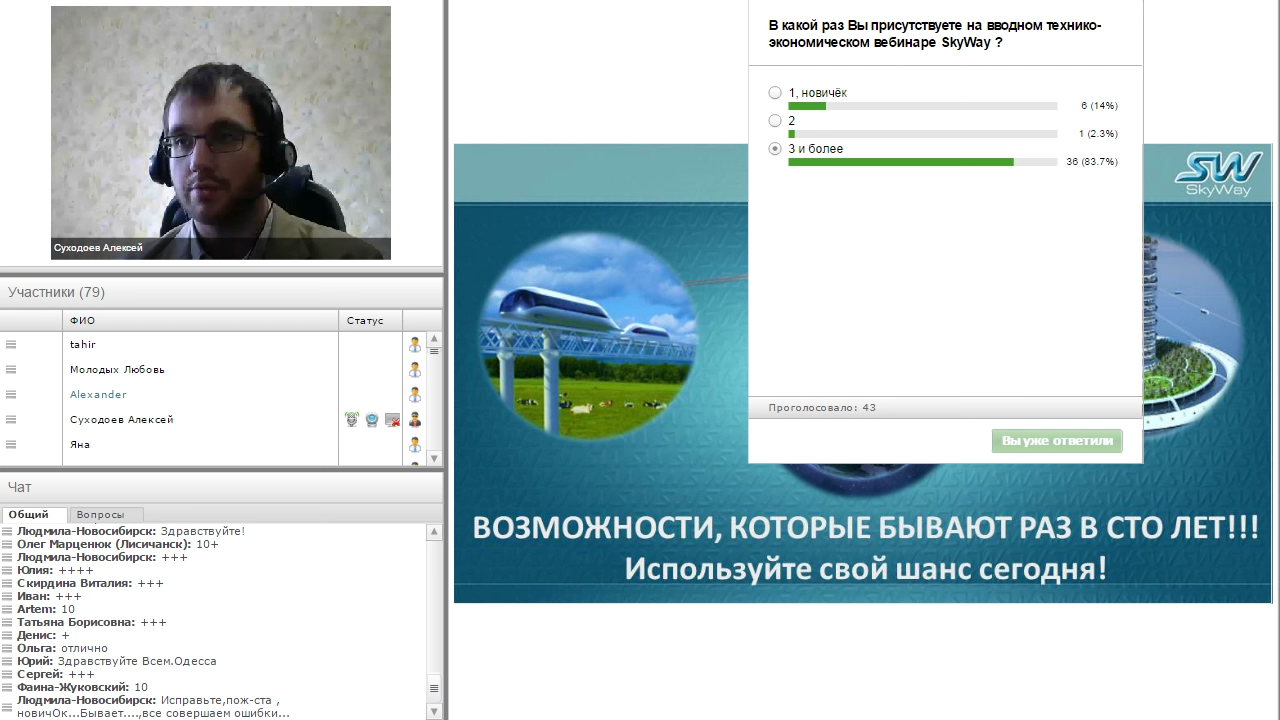 Суходоев Алексей
Участники (79)
ФИО
Статус
tahir
Молодых Любовь
Alexander
Суходоев Алексей
Яна
Чат
Общий
Вопросы
Людмила-Новосибирск: Здравствуйте!
Олег Марценюк (Лисичанск): 10+
Людмила-Новосибирск: +++
Юлия: ++++
Скирдина Виталия: +++
Иван: +++
Artem: 10
Татьяна Борисовна: +++
Денис: +
Ольга: отлично
Юрий: Здравствуйте Всем.Одесса
Сергей: +++
Фаина-Жуковский: 10
Людмила-Новосибирск: Исправьте,пож-ста ,
новичОк...Бывает....,все совершаем ошибки...
В какой раз Вы присутствуете на вводном технико-
экономическом вебинаре SkyWay ?
1, новичёк
6 (14%)
2
1 (2.3%)
3 и более
36 (83.7%)
Проголосовало: 43
Вы уже ответили
SW
SkyWay
ВОЗМОЖНОСТИ, КОТОРЫЕ БЫВАЮТ РАЗ В СТО ЛЕТ!!!
Используйте свой шанс сегодня!